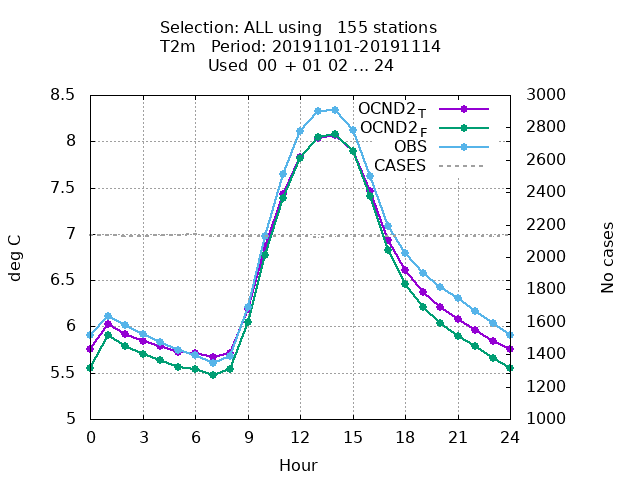 Selection: ALL using   155 stations
T2m   Period: 20191101-20191114
Used  00 + 01 02 ... 24
8.5
8
7.5
7
6.5
6
5.5
5
deg C
3000
2800
2600
2400
2200
2000
1800
1600
1400
1200
1000
No cases
OCND2T
OCND2F
OBS
CASES
0 3 6 9 12 15 18 21 24
Hour